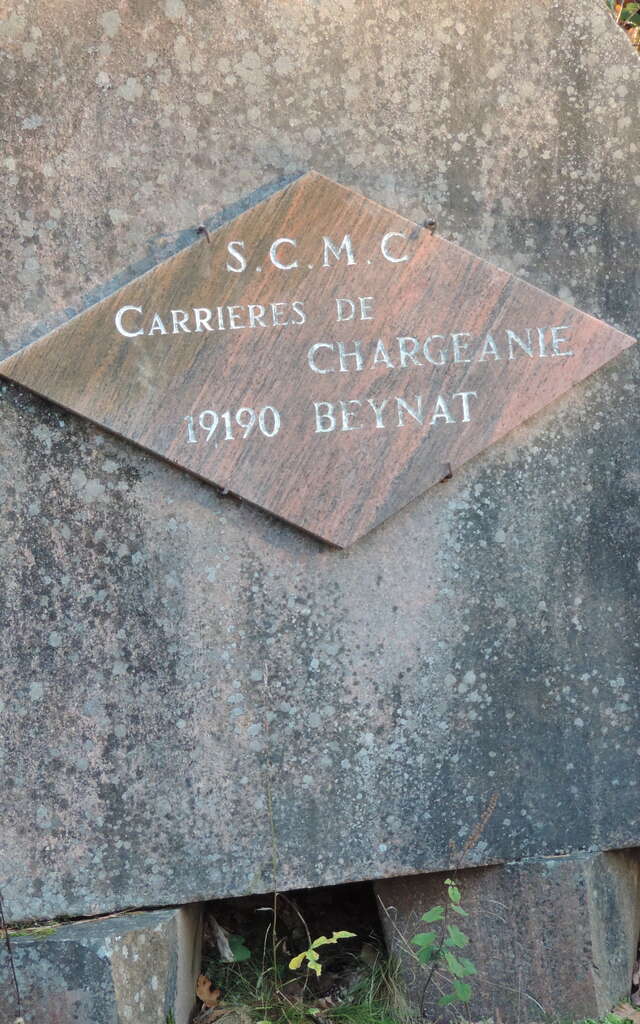 S.C.M.C
CARRIERES DE
CHARGEANIE
19190 BEYNAT